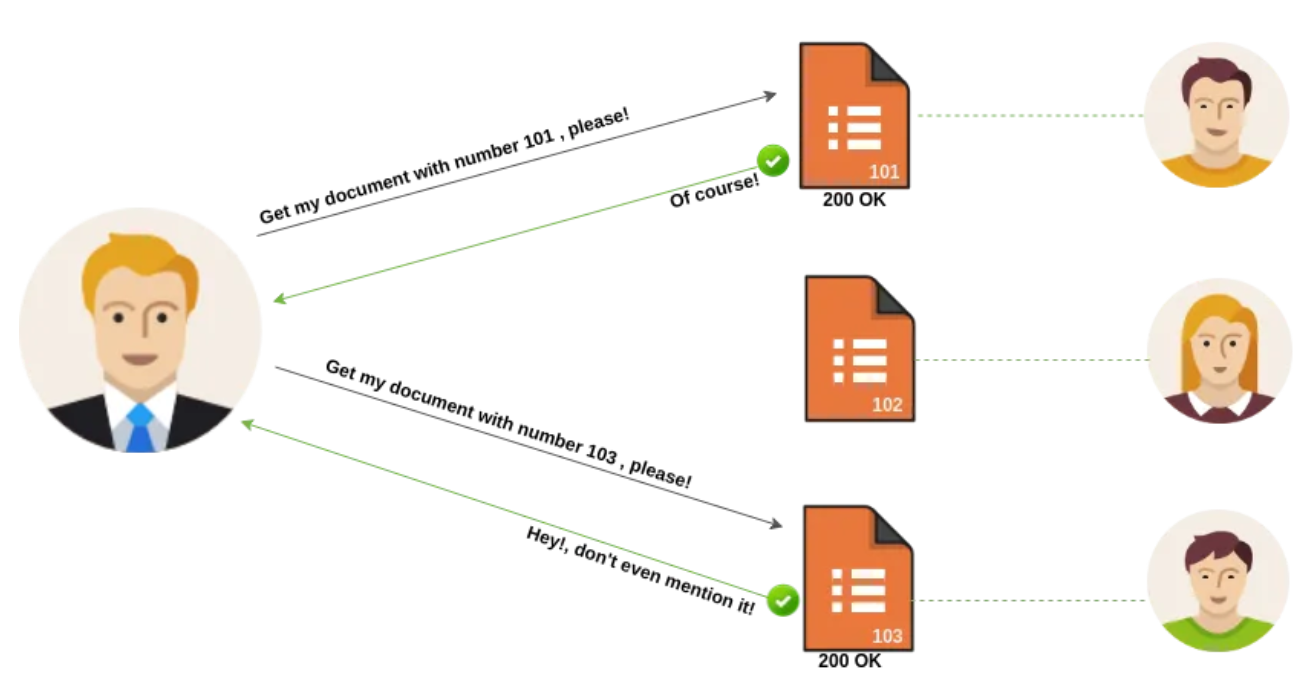 Get my document with number 101 , please!
Of course!
101
200 OK
102
Get my document with number 103 , please!
Hey!, don't even mention it!
103
200 OK